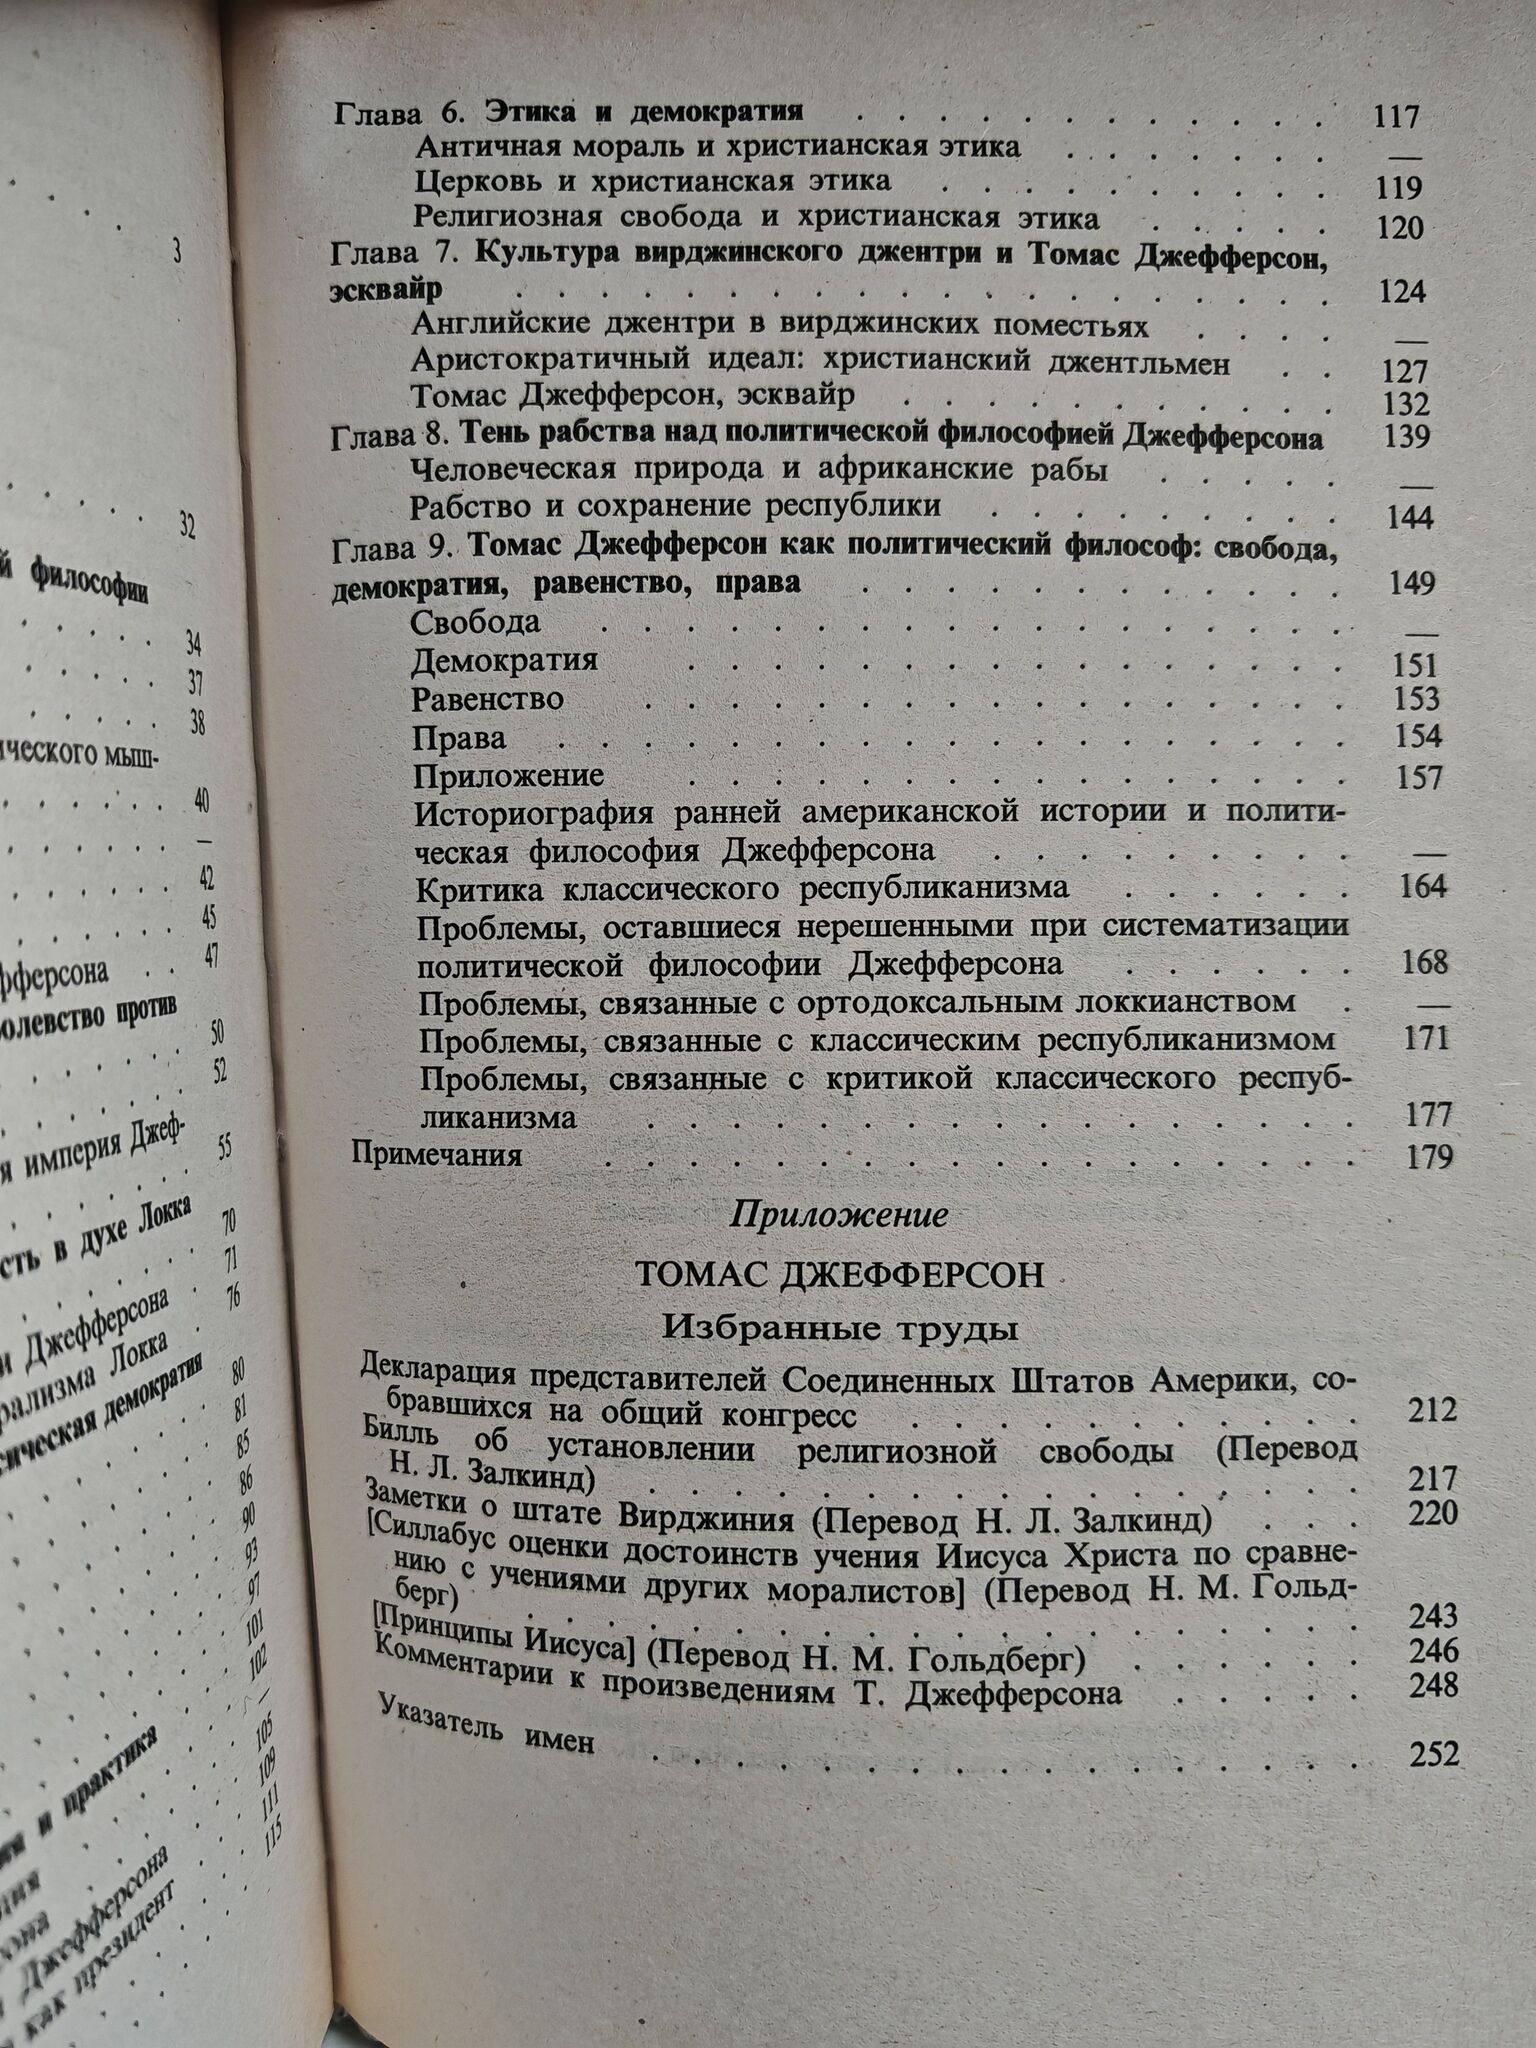 3
32
й философии
34
37
38
ического мыш-
40
—
42
45
47
фферсона
олевство против
50
52
я империя Джеф-
55
сть в духе Локка
70
71
и Джефферсона
76
рализма Локка
сическая демократия
80
81
85
86
90
93
97
101
102
—
105
и практика
109
111
Джефферсона
115
как президент
Глава 6. Этика и демократия . . . . . . . . . . . 117
Античная мораль и христианская этика . . . . . . . —
Церковь и христианская этика . . . . . . . . . . 119
Религиозная свобода и христианская этика . . . . . 120
Глава 7. Культура вирджинского джентри и Томас Джефферсон,
эсквайр . . . . . . . . . . . . . . . . . . . 124
Английские джентри в вирджинских поместьях . . . . —
Аристократичный идеал: христианский джентльмен . . 127
Томас Джефферсон, эсквайр . . . . . . . . . . 132
Глава 8. Тень рабства над политической философией Джефферсона 139
Человеческая природа и африканские рабы . . . . . —
Рабство и сохранение республики . . . . . . . . . 144
Глава 9. Томас Джефферсон как политический философ: свобода,
демократия, равенство, права . . . . . . . . . . . . 149
Свобода . . . . . . . . . . . . . . . . . . —
Демократия . . . . . . . . . . . . . . . . 151
Равенство . . . . . . . . . . . . . . . . . 153
Права . . . . . . . . . . . . . . . . . . . 154
Приложение . . . . . . . . . . . . . . . . 157
Историография ранней американской истории и полити-
ческая философия Джефферсона . . . . . . . . . —
Критика классического республиканизма . . . . . . 164
Проблемы, оставшиеся нерешенными при систематизации
политической философии Джефферсона . . . . . . 168
Проблемы, связанные с ортодоксальным локкианством . —
Проблемы, связанные с классическим республиканизмом 171
Проблемы, связанные с критикой классического респуб-
ликанизма . . . . . . . . . . . . . . . . . 177
Примечания . . . . . . . . . . . . . . . . . . 179
Приложение
ТОМАС ДЖЕФФЕРСОН
Избранные труды
Декларация представителей Соединенных Штатов Америки, со-
бравшихся на общий конгресс . . . . . . . . . . . 212
Билль об установлении религиозной свободы (Перевод
Н. Л. Залкинд) . . . . . . . . . . . . . . . . . 217
Заметки о штате Вирджиния (Перевод Н. Л. Залкинд) . . . 220
[Силлабус оценки достоинств учения Иисуса Христа по сравне-
нию с учениями других моралистов] (Перевод Н. М. Гольд-
берг) . . . . . . . . . . . . . . . . . . . . 243
[Принципы Иисуса] (Перевод Н. М. Гольдберг) . . . . . . 246
Комментарии к произведениям Т. Джефферсона . . . . . 248
Указатель имен . . . . . . . . . . . . . . . . . 252